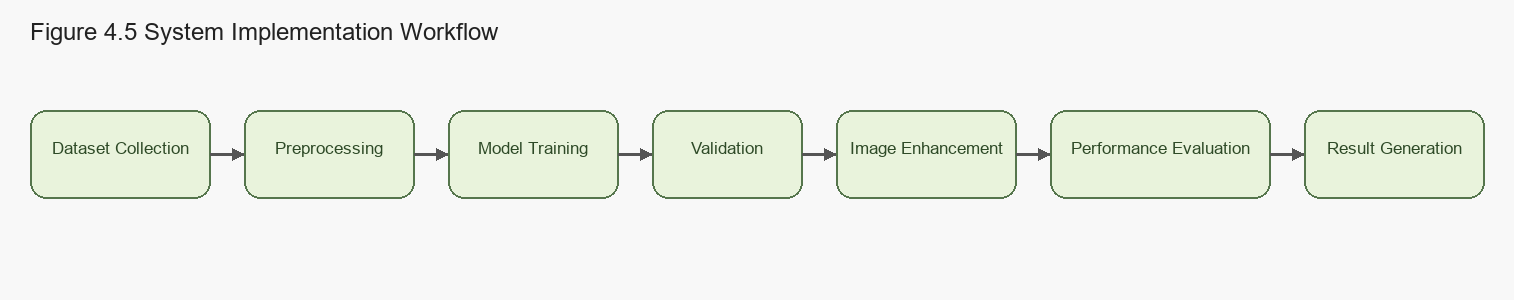 Figure 4.5 System Implementation Workflow
Dataset Collection
Preprocessing
Model Training
Validation
Image Enhancement
Performance Evaluation
Result Generation